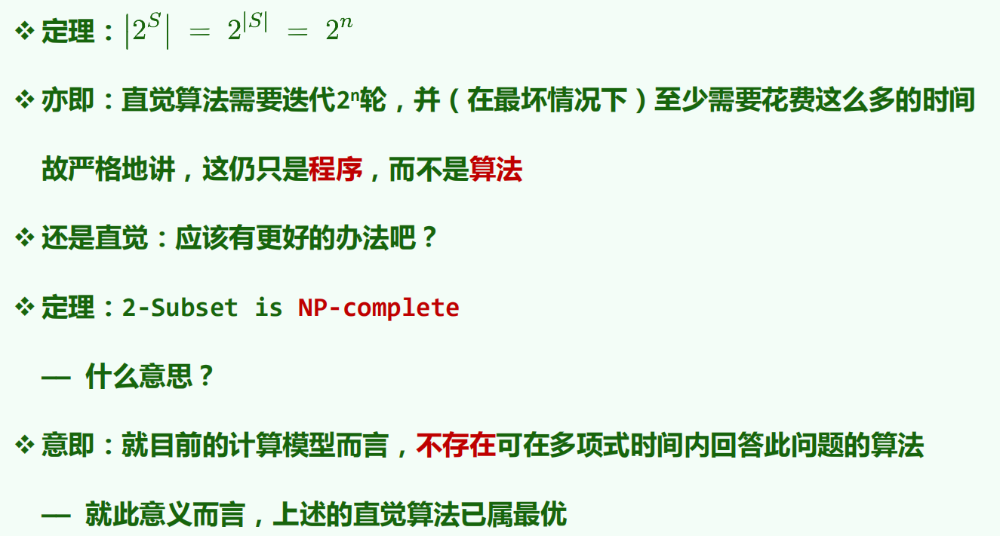 ❖ 定理：|2^S| = 2^|S| = 2^n
❖ 亦即：直觉算法需要迭代2ⁿ轮，并（在最坏情况下）至少需要花费这么多的时间
故严格地讲，这仍只是程序，而不是算法
❖ 还是直觉：应该有更好的办法吧？
❖ 定理：2-Subset is NP-complete
—— 什么意思？
❖ 意即：就目前的计算模型而言，不存在可在多项式时间内回答此问题的算法
—— 就此意义而言，上述的直觉算法已属最优